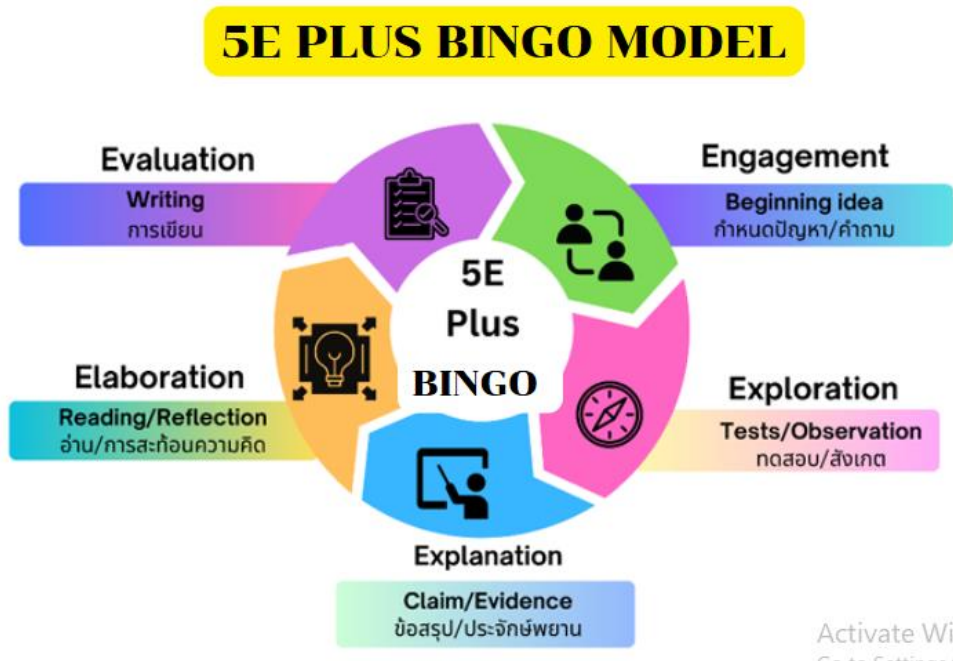 5E PLUS BINGO MODEL
Evaluation
Writing
การเขียน
Engagement
Beginning idea
กำหนดปัญหา/คำถาม
5E
Plus
BINGO
Elaboration
Reading/Reflection
อ่าน/การสะท้อนความคิด
Exploration
Tests/Observation
ทดสอบ/สังเกต
Explanation
Claim/Evidence
ข้อสรุป/ประจักษ์พยาน
Activate Wi